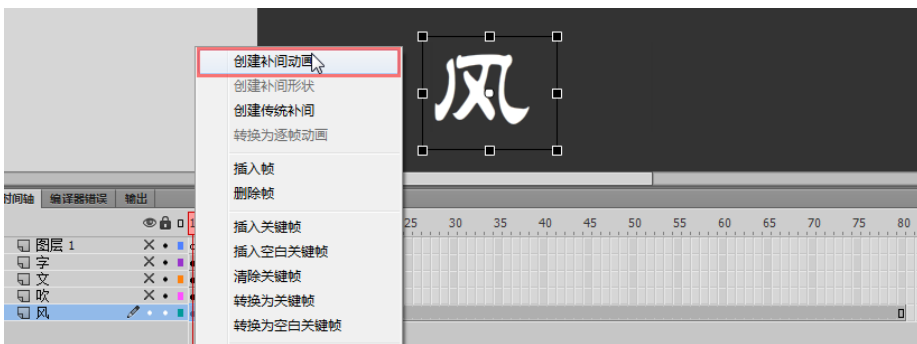 创建补间动画
创建补间形状
创建传统补间
转换为逐帧动画
插入帧
删除帧
插入关键帧
插入空白关键帧
清除关键帧
转换为关键帧
转换为空白关键帧
风
时间轴 编译器错误 输出
1 25 30 35 40 45 50 55 60 65 70 75 80
图层 1
字
文
吹
风